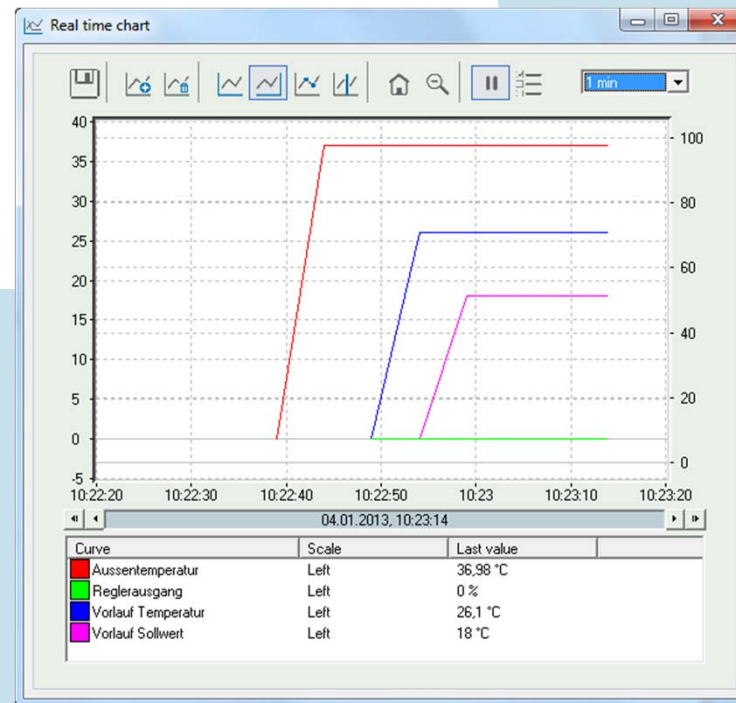 Real time chart
1 min
40
35
30
25
20
15
10
5
0
-5
100
80
60
40
20
0
10:22:20 10:22:30 10:22:40 10:22:50 10:23 10:23:10 10:23:20
04.01.2013, 10:23:14
Curve Scale Last value
Aussentemperatur Left 36,98 °C
Reglerausgang Left 0 %
Vorlauf Temperatur Left 26,1 °C
Vorlauf Sollwert Left 18 °C